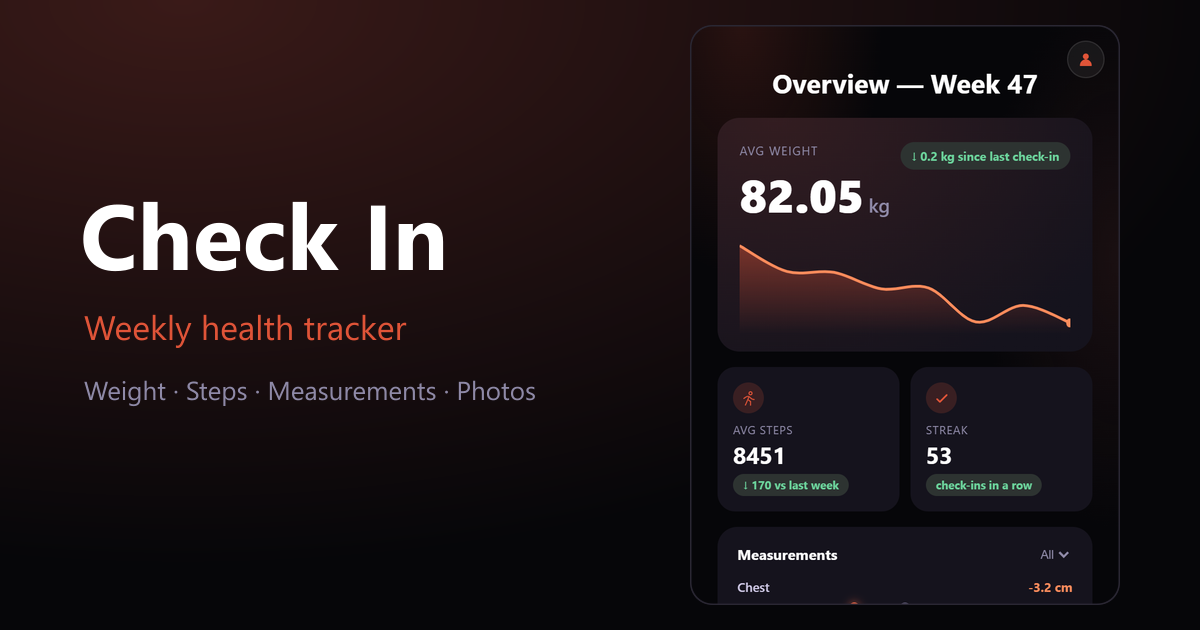 Check In
Weekly health tracker
Weight · Steps · Measurements · Photos
Overview — Week 47
AVG WEIGHT
↓ 0.2 kg since last check-in
82.05 kg
AVG STEPS
8451
↓ 170 vs last week
STREAK
53
check-ins in a row
Measurements
All
Chest
-3.2 cm